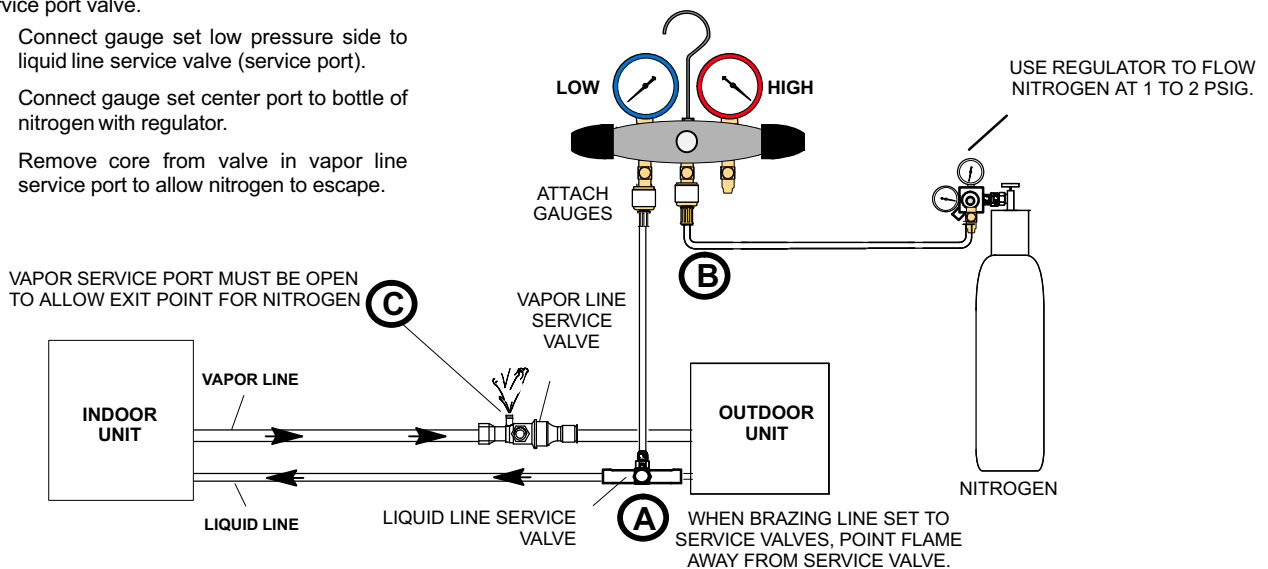 service port valve.
Connect gauge set low pressure side to
liquid line service valve (service port).
Connect gauge set center port to bottle of
nitrogen with regulator.
Remove core from valve in vapor line
service port to allow nitrogen to escape.
LOW
HIGH
USE REGULATOR TO FLOW
NITROGEN AT 1 TO 2 PSIG.
ATTACH
GAUGES
B
VAPOR SERVICE PORT MUST BE OPEN
TO ALLOW EXIT POINT FOR NITROGEN
C
VAPOR LINE
SERVICE
VALVE
INDOOR
UNIT
VAPOR LINE
OUTDOOR
UNIT
NITROGEN
LIQUID LINE
LIQUID LINE SERVICE
VALVE
A
WHEN BRAZING LINE SET TO
SERVICE VALVES, POINT FLAME
AWAY FROM SERVICE VALVE.